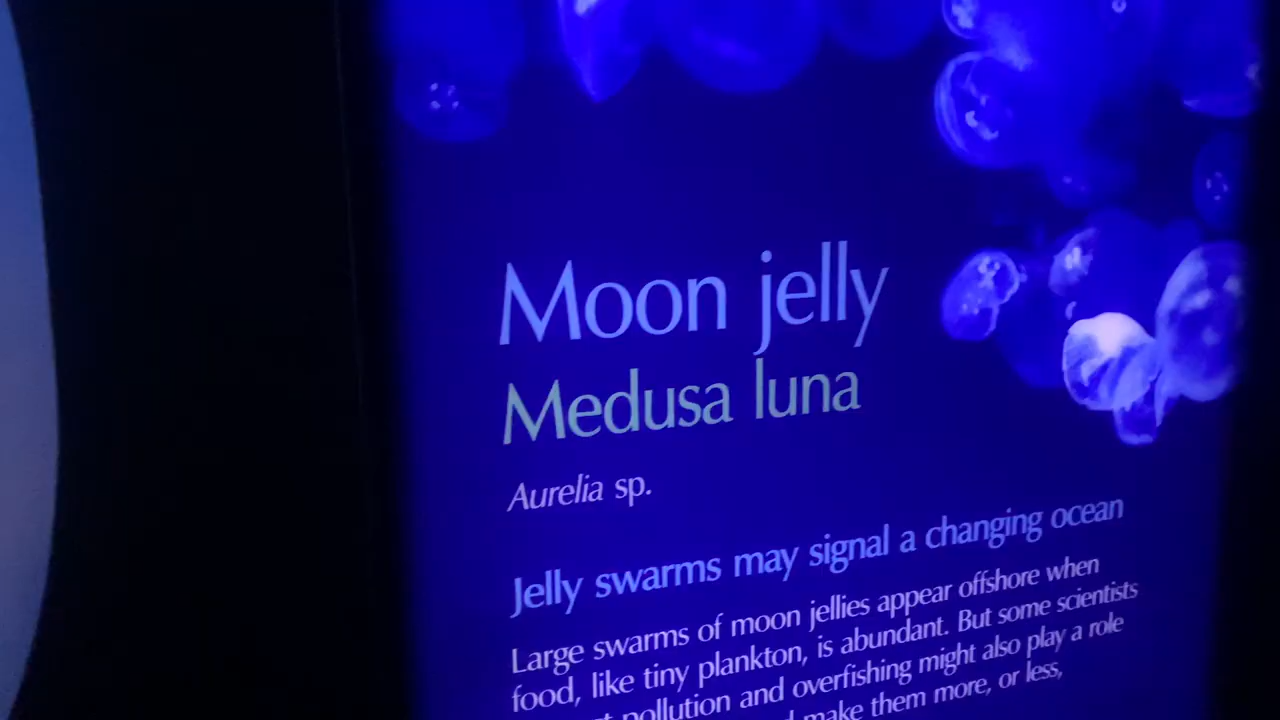 Moon jelly
Medusa luna
Aurelia sp.
Jelly swarms may signal a changing ocean
Large swarms of moon jellies appear offshore when
food, like tiny plankton, is abundant. But some scientists
pollution and overfishing might also play a role
make them more, or less,